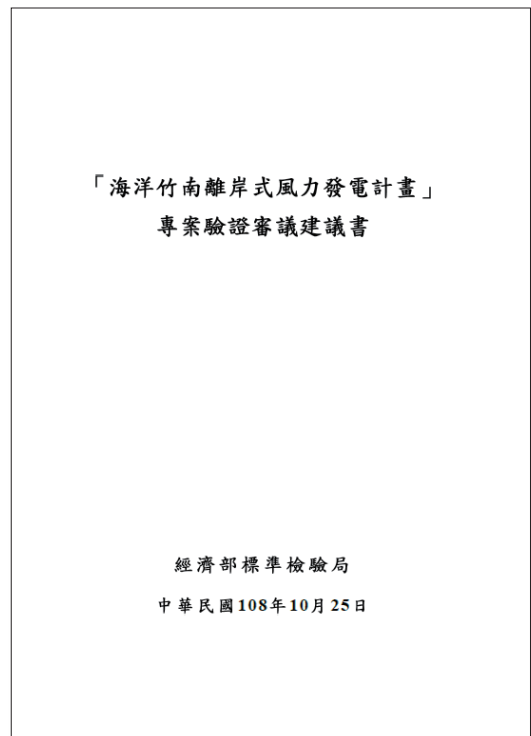 「海洋竹南離岸式風力發電計畫」
專案驗證審議建議書
經濟部標準檢驗局
中華民國108年10月25日